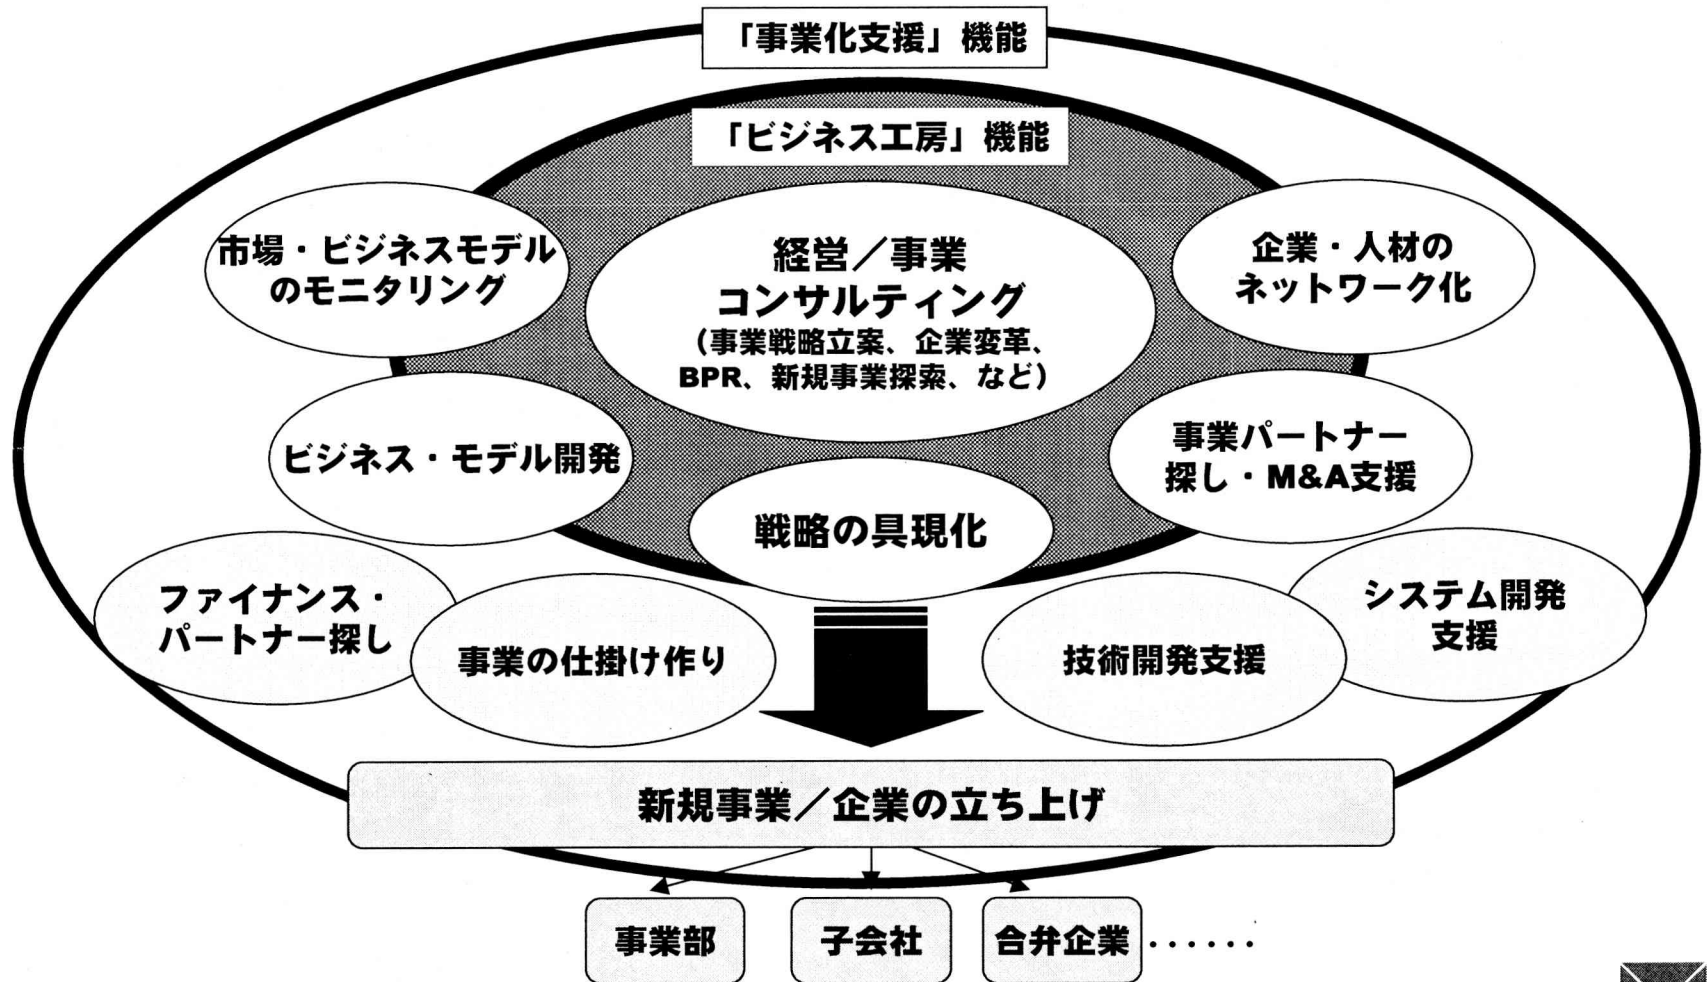 「事業化支援」機能
「ビジネス工房」機能
市場・ビジネスモデル
のモニタリング
経営／事業
コンサルティング
（事業戦略立案、企業変革、
BPR、新規事業探索、など）
企業・人材の
ネットワーク化
ビジネス・モデル開発
事業パートナー
探し・M&A支援
戦略の具現化
ファイナンス・
パートナー探し
事業の仕掛け作り
技術開発支援
システム開発
支援
新規事業／企業の立ち上げ
事業部
子会社
合弁企業 ......